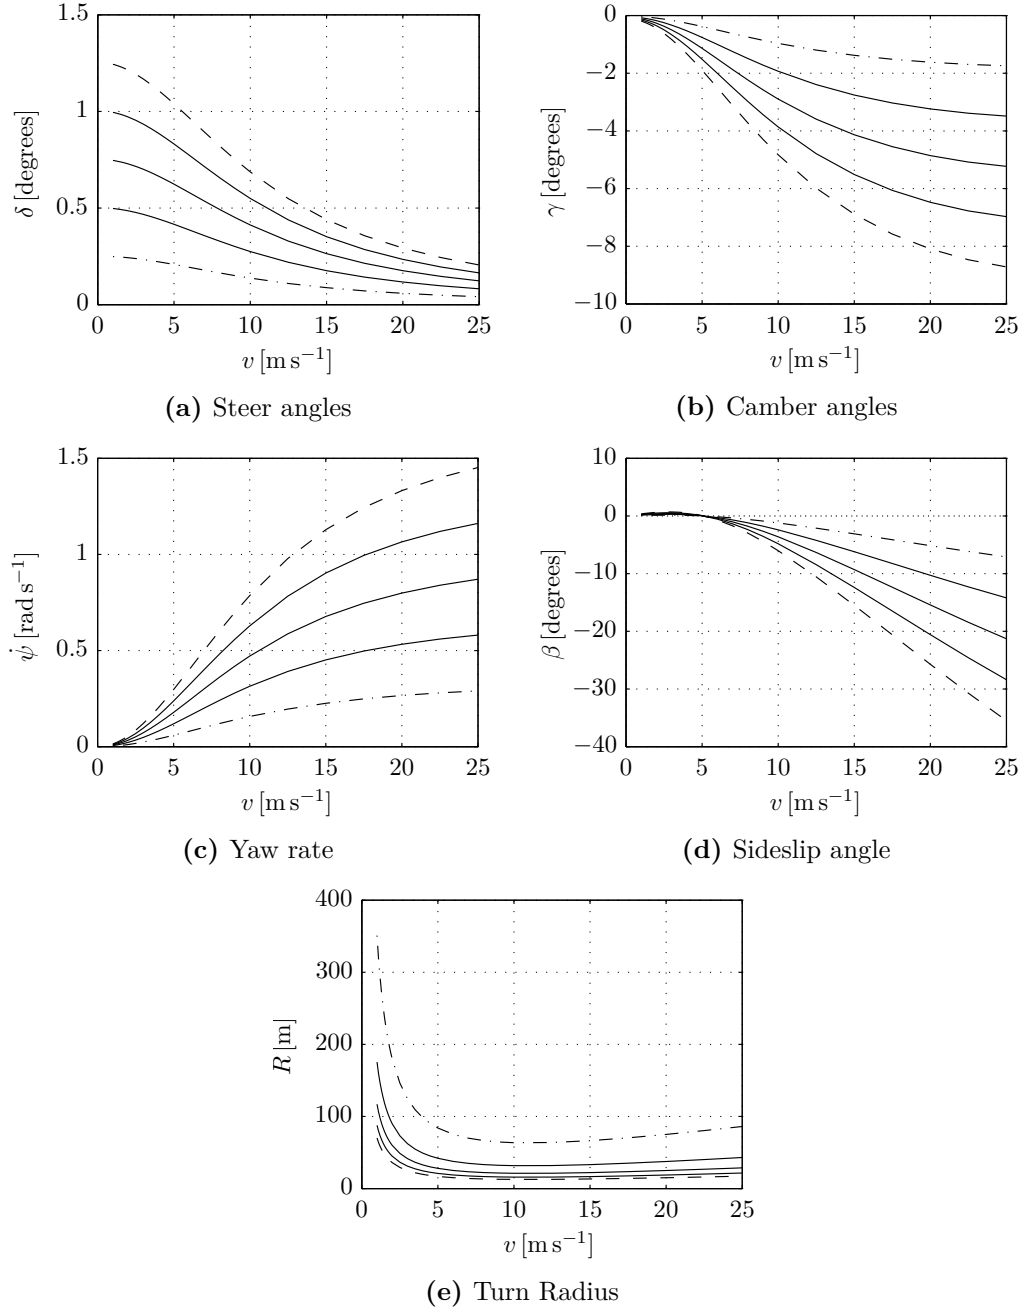 1.5
1
0.5
0
0 5 10 15 20 25
δ [degrees]
v [m s⁻¹]
(a) Steer angles
0
−2
−4
−6
−8
−10
0 5 10 15 20 25
γ [degrees]
v [m s⁻¹]
(b) Camber angles
1.5
1
0.5
0
0 5 10 15 20 25
ψ̇ [rad s⁻¹]
v [m s⁻¹]
(c) Yaw rate
10
0
−10
−20
−30
−40
0 5 10 15 20 25
β [degrees]
v [m s⁻¹]
(d) Sideslip angle
400
300
200
100
0
0 5 10 15 20 25
R [m]
v [m s⁻¹]
(e) Turn Radius